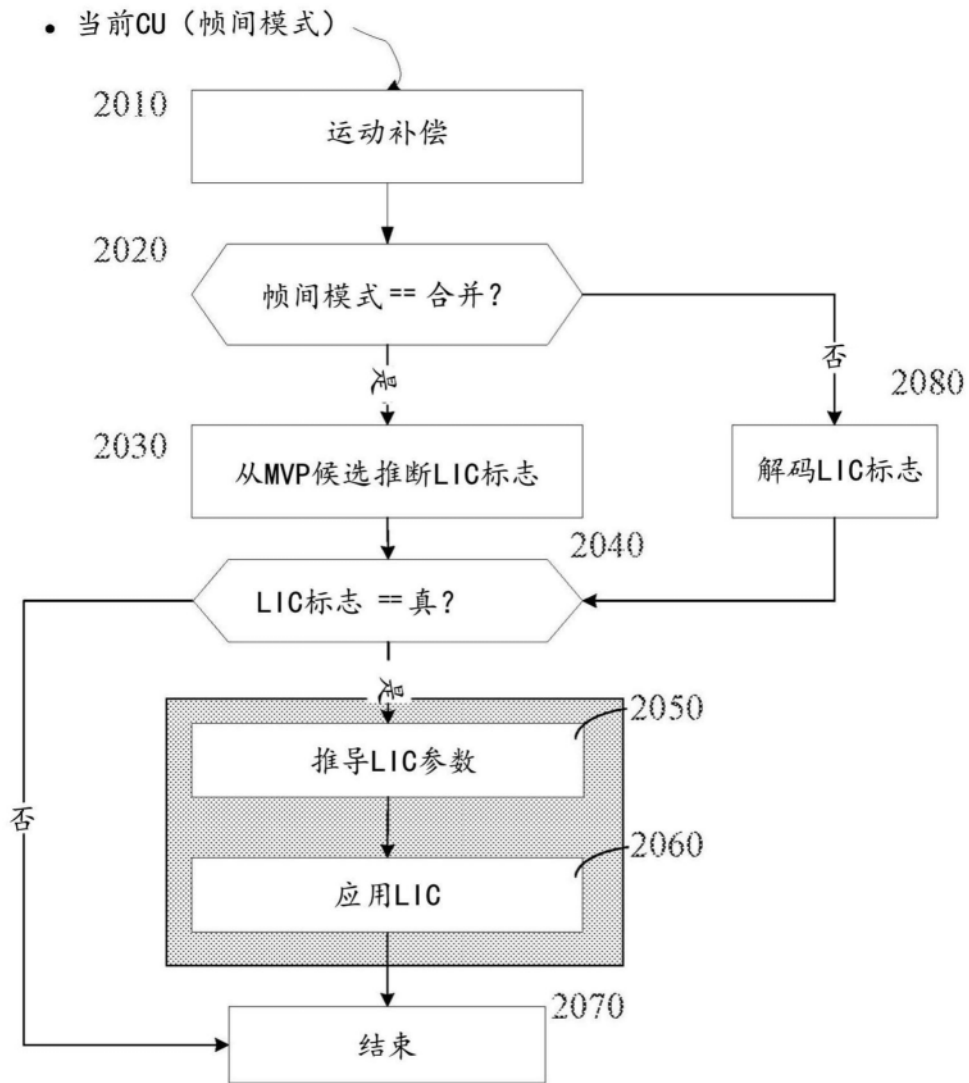 • 当前CU（帧间模式）
2010
运动补偿
2020
帧间模式 == 合并？
否
是
2080
2030
从MVP候选推断LIC标志
解码LIC标志
2040
LIC标志 == 真？
是
2050
推导LIC参数
否
2060
应用LIC
2070
结束